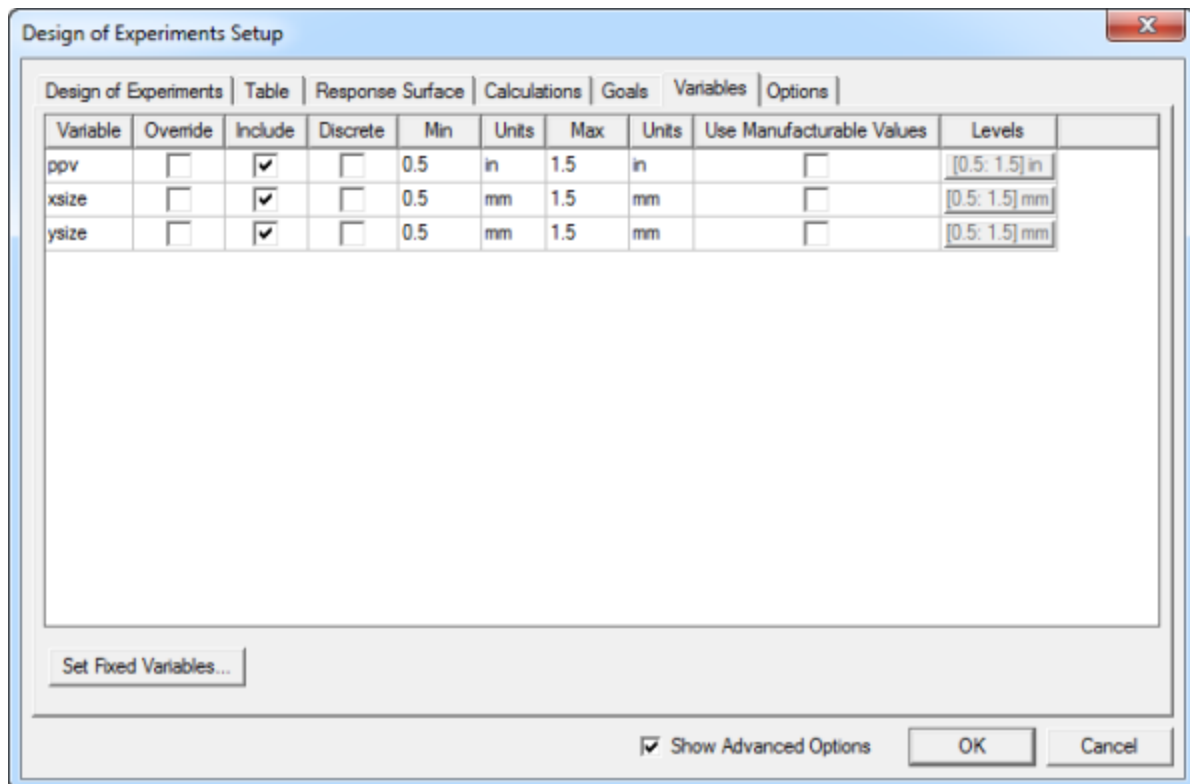 Design of Experiments Setup
Design of Experiments Table Response Surface Calculations Goals Variables Options
Variable Override Include Discrete Min Units Max Units Use Manufacturable Values Levels
ppv 0.5 in 1.5 in [0.5: 1.5] in
xsize 0.5 mm 1.5 mm [0.5: 1.5] mm
ysize 0.5 mm 1.5 mm [0.5: 1.5] mm
Set Fixed Variables...
Show Advanced Options OK Cancel